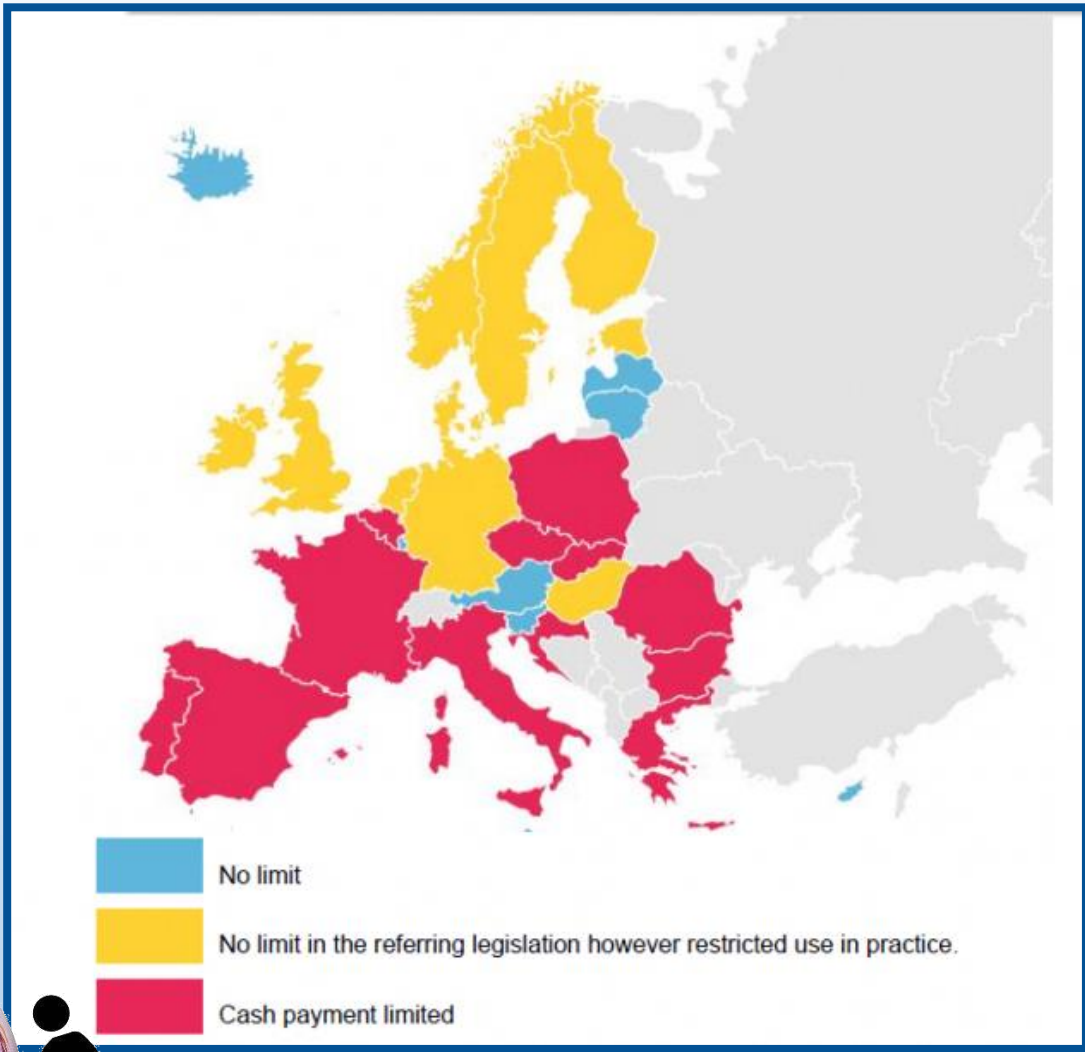 No limit
No limit in the referring legislation however restricted use in practice.
Cash payment limited